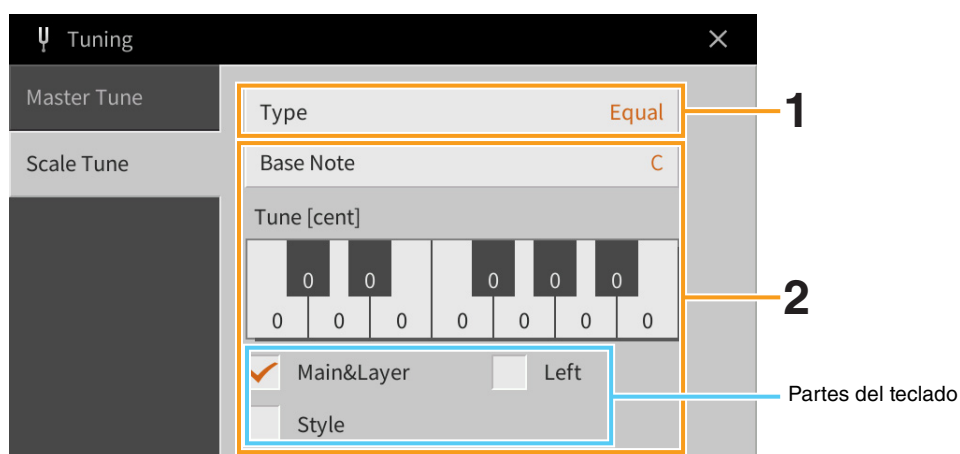 Tuning
Master Tune
Scale Tune
Type Equal
1
Base Note C
Tune [cent]
0 0 0 0 0
0 0 0 0 0 0 0
2
Main&Layer Left
Style
Partes del teclado